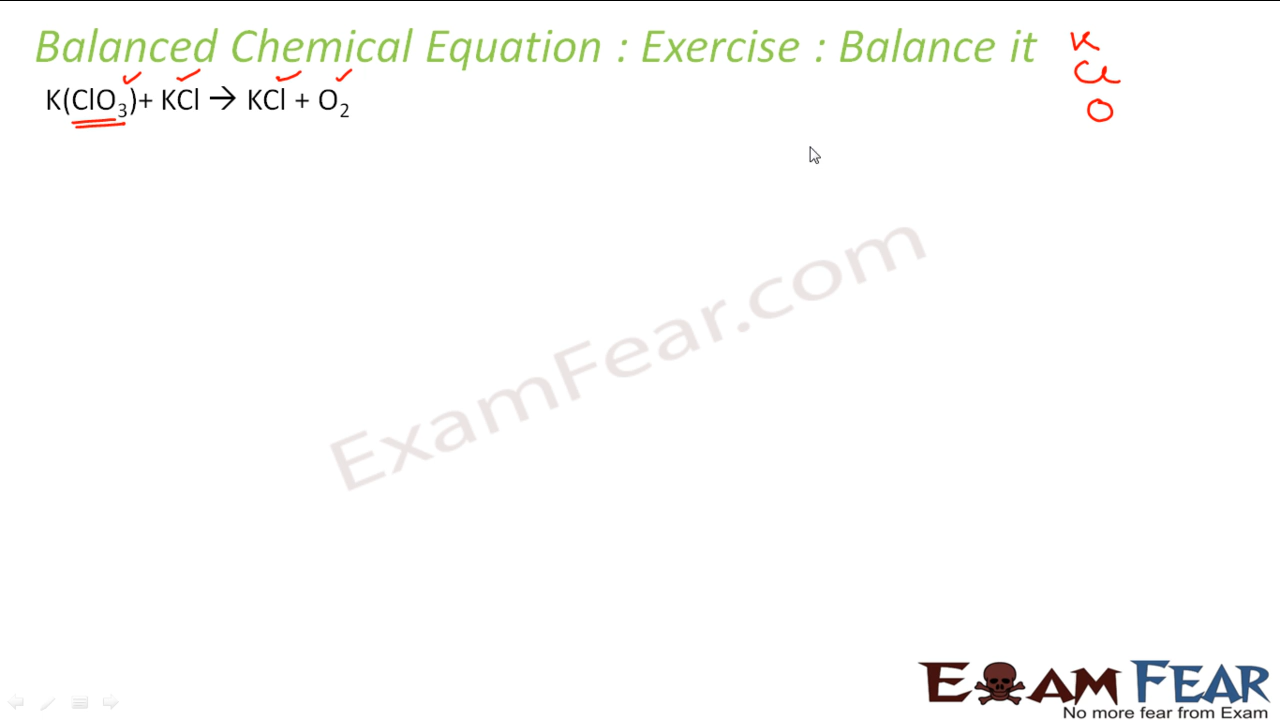 Balanced Chemical Equation : Exercise : Balance it
K
Cl
O
K(ClO₃)+ KCl → KCl + O₂
ExamFear.com
EXAM FEAR
No more fear from Exam